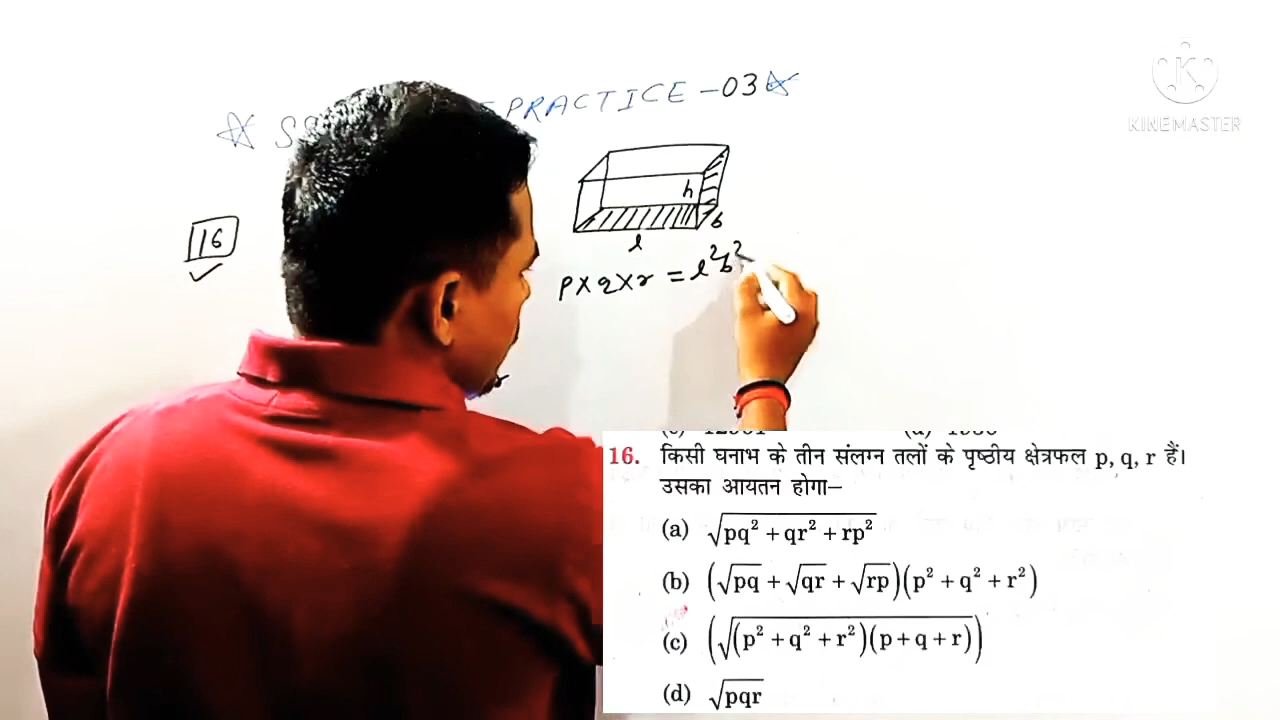 PRACTICE - 03
KINEMASTER
16
h
b
l
p × q × r = l²b²
16. किसी घनाभ के तीन संलग्न तलों के पृष्ठीय क्षेत्रफल p, q, r हैं।
उसका आयतन होगा–
(a) √(pq² + qr² + rp²)
(b) (√pq + √qr + √rp)(p² + q² + r²)
(c) (√((p² + q² + r²)(p + q + r)))
(d) √pqr